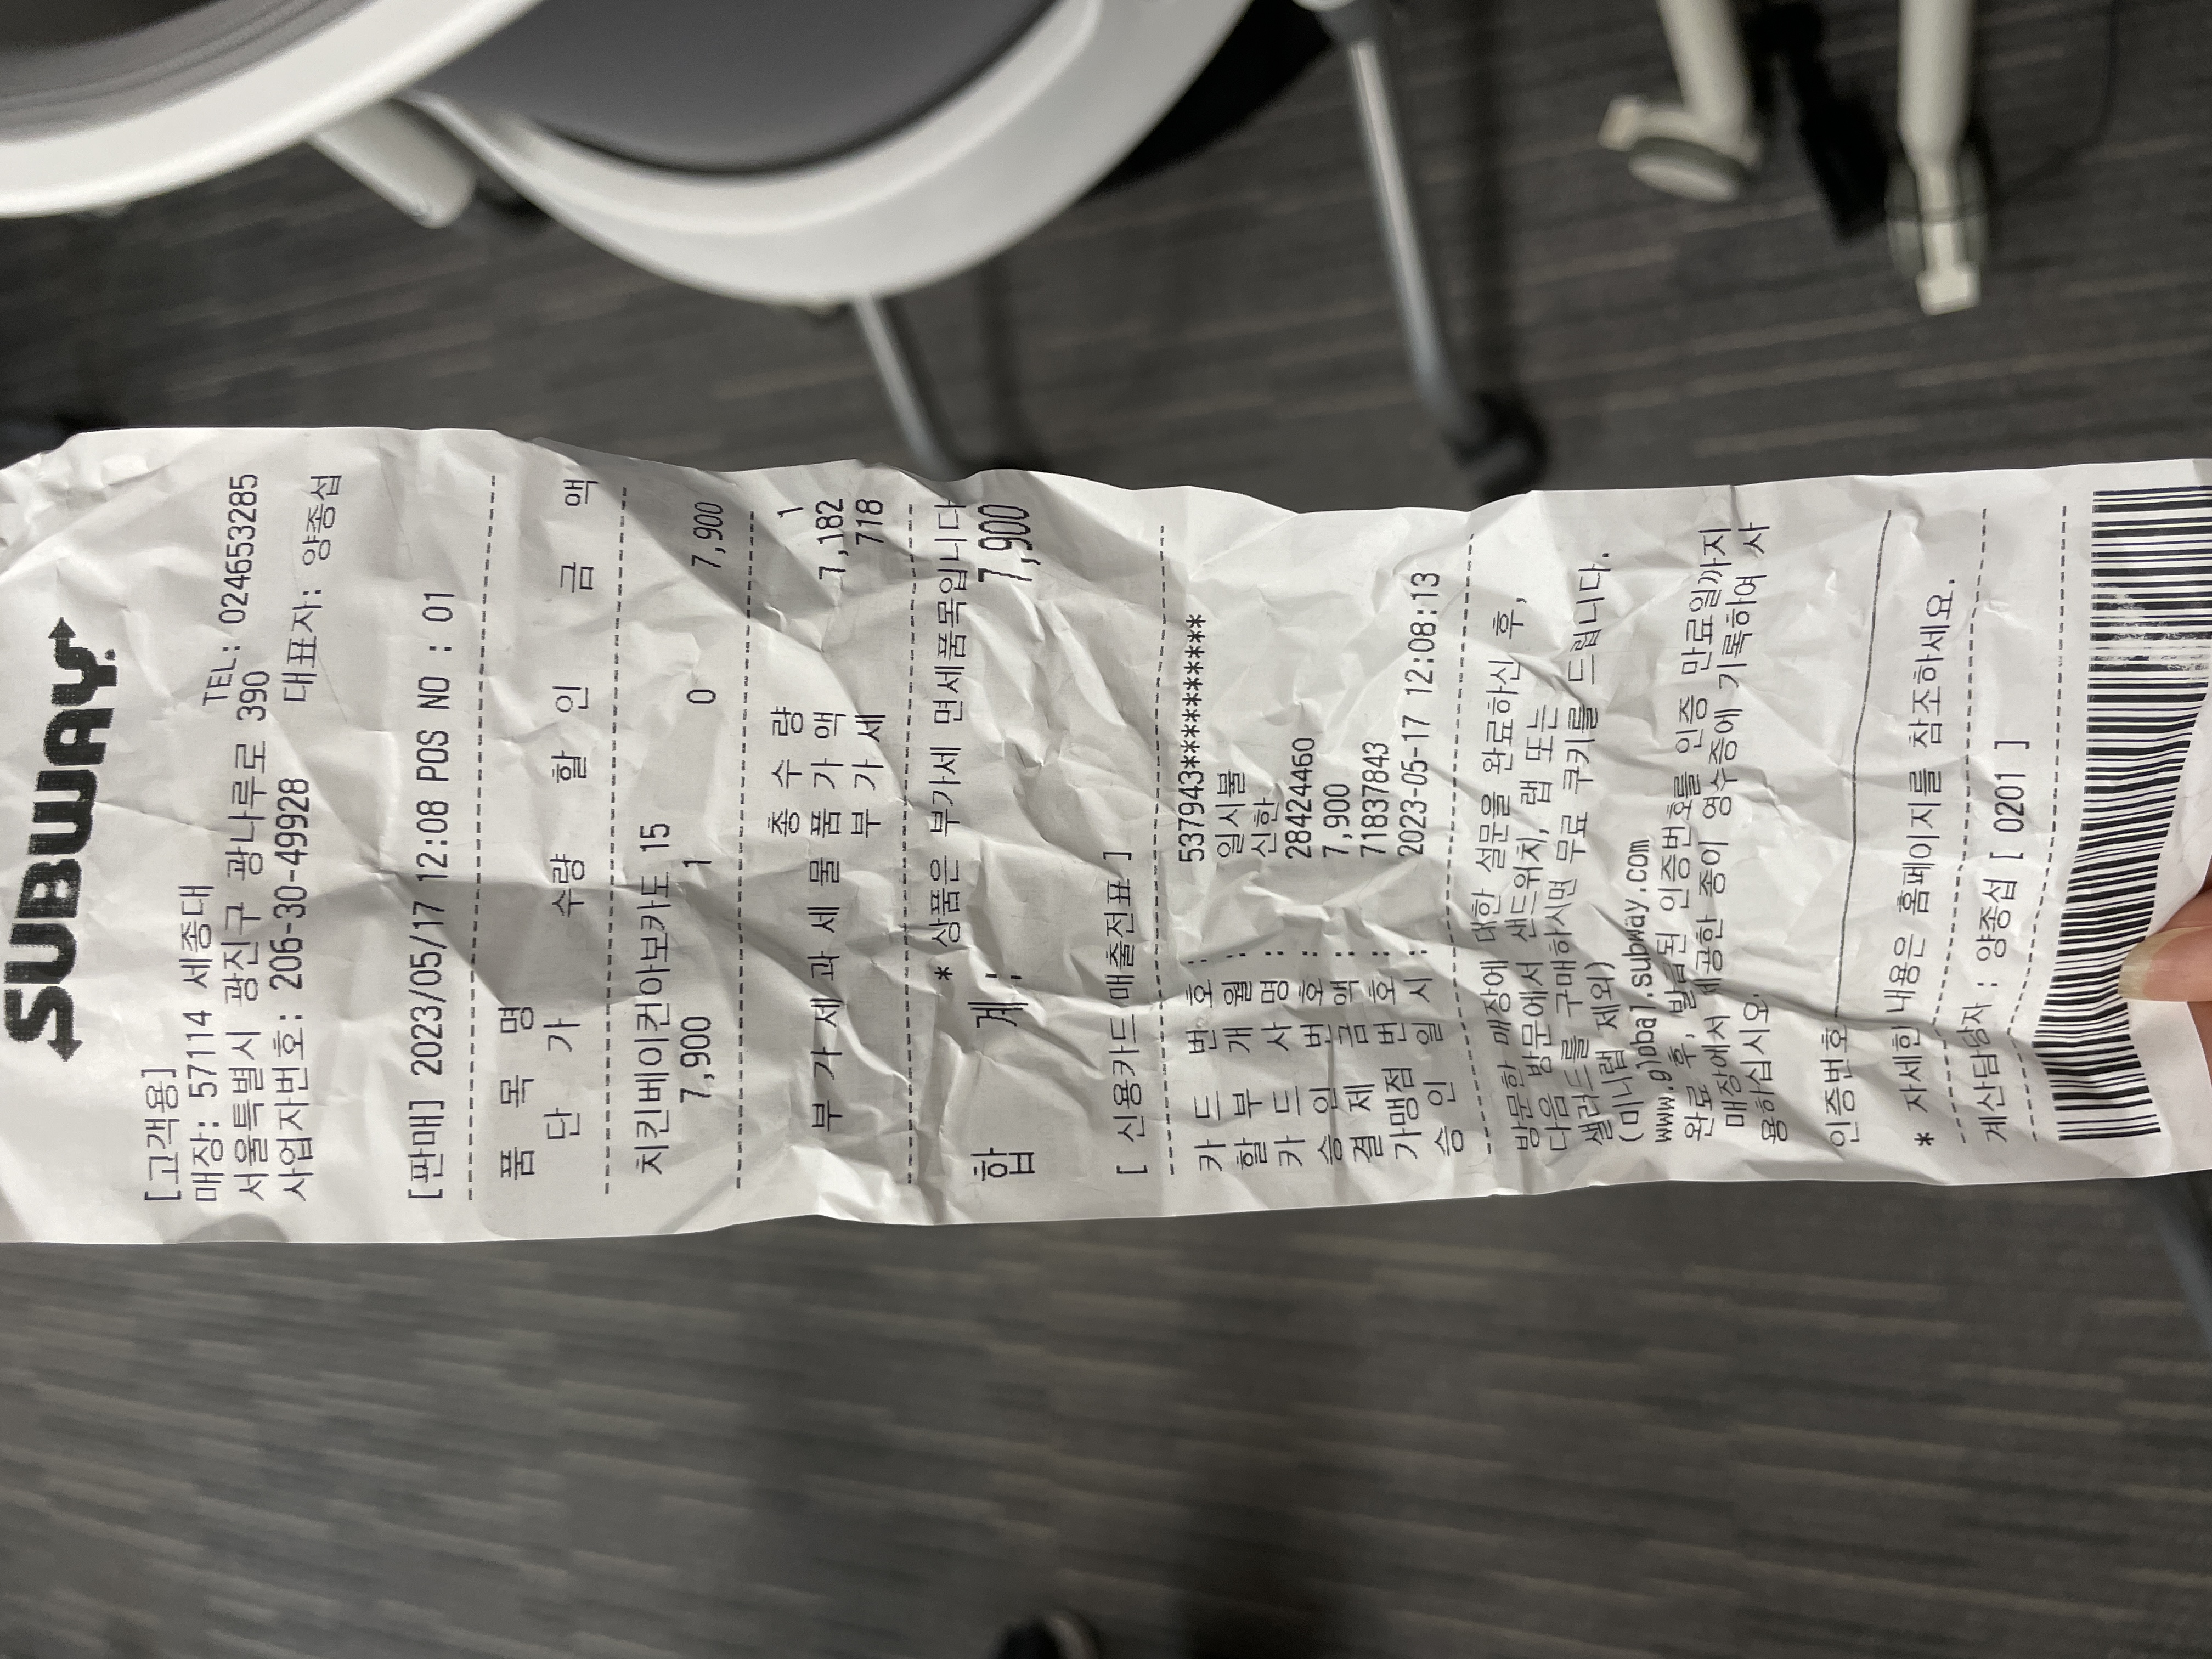 SUBWAY
[고객용]
매장: 57114 세종대 TEL: 024653285
서울특별시 광진구 광나루로 390
사업자번호: 206-30-49928 대표자: 양종섭
[판매] 2023/05/17 12:08 POS NO : 01
품 목 명
단 가 수량 할 인 금 액
치킨베이컨아보카도 15
7,900 1 0 7,900
총 수 량 1
부 가 세 과 세 물 품 가 액 7,182
부 가 세 718
* 상품은 부가세 면세품목입니다
합 계 : 7,900
[ 신용카드 매출전표 ]
카 드 번 호 : 537943**********
할 부 개 월 : 일시불
카 드 사 명 : 신한
승 인 번 호 : 28424460
결 제 금 액 : 7,900
가맹점 번 호 : 71837843
승 인 일 시 : 2023-05-17 12:08:13
방문한 매장에 대한 설문을 완료하신 후,
다음 방문에서 샌드위치, 랩 또는
샐러드를 구매하시면 무료 쿠키를 드립니다.
(미니랩 제외)
www.global.subway.com
완료 후, 발급된 인증번호를 인증 만료일까지
매장에서 제공한 종이 영수증에 기록하여 사
용하십시오.
인증번호
* 자세한 내용은 홈페이지를 참조하세요.
계산담당자 : 양종섭 [ 0201 ]